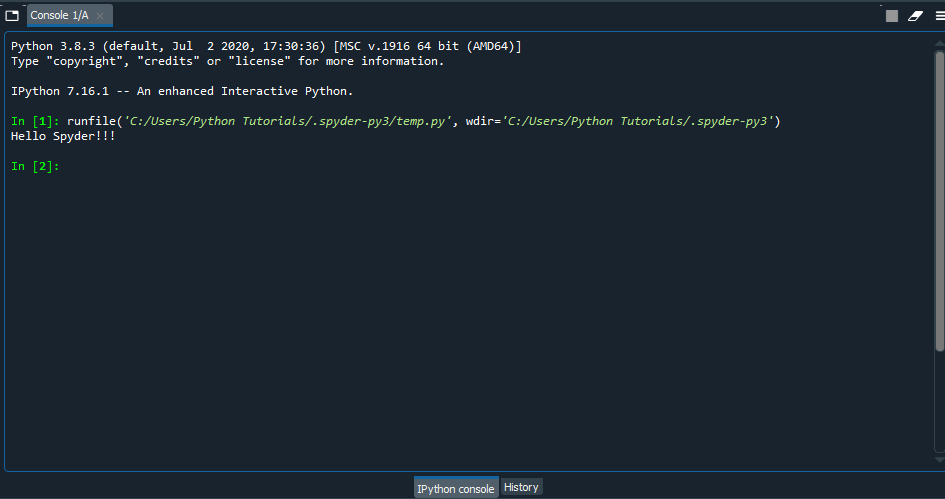 Console 1/A
Python 3.8.3 (default, Jul  2 2020, 17:30:36) [MSC v.1916 64 bit (AMD64)]
Type "copyright", "credits" or "license" for more information.
IPython 7.16.1 -- An enhanced Interactive Python.
In [1]: runfile('C:/Users/Python Tutorials/.spyder-py3/temp.py', wdir='C:/Users/Python Tutorials/.spyder-py3')
Hello Spyder!!!
In [2]:
IPython console History